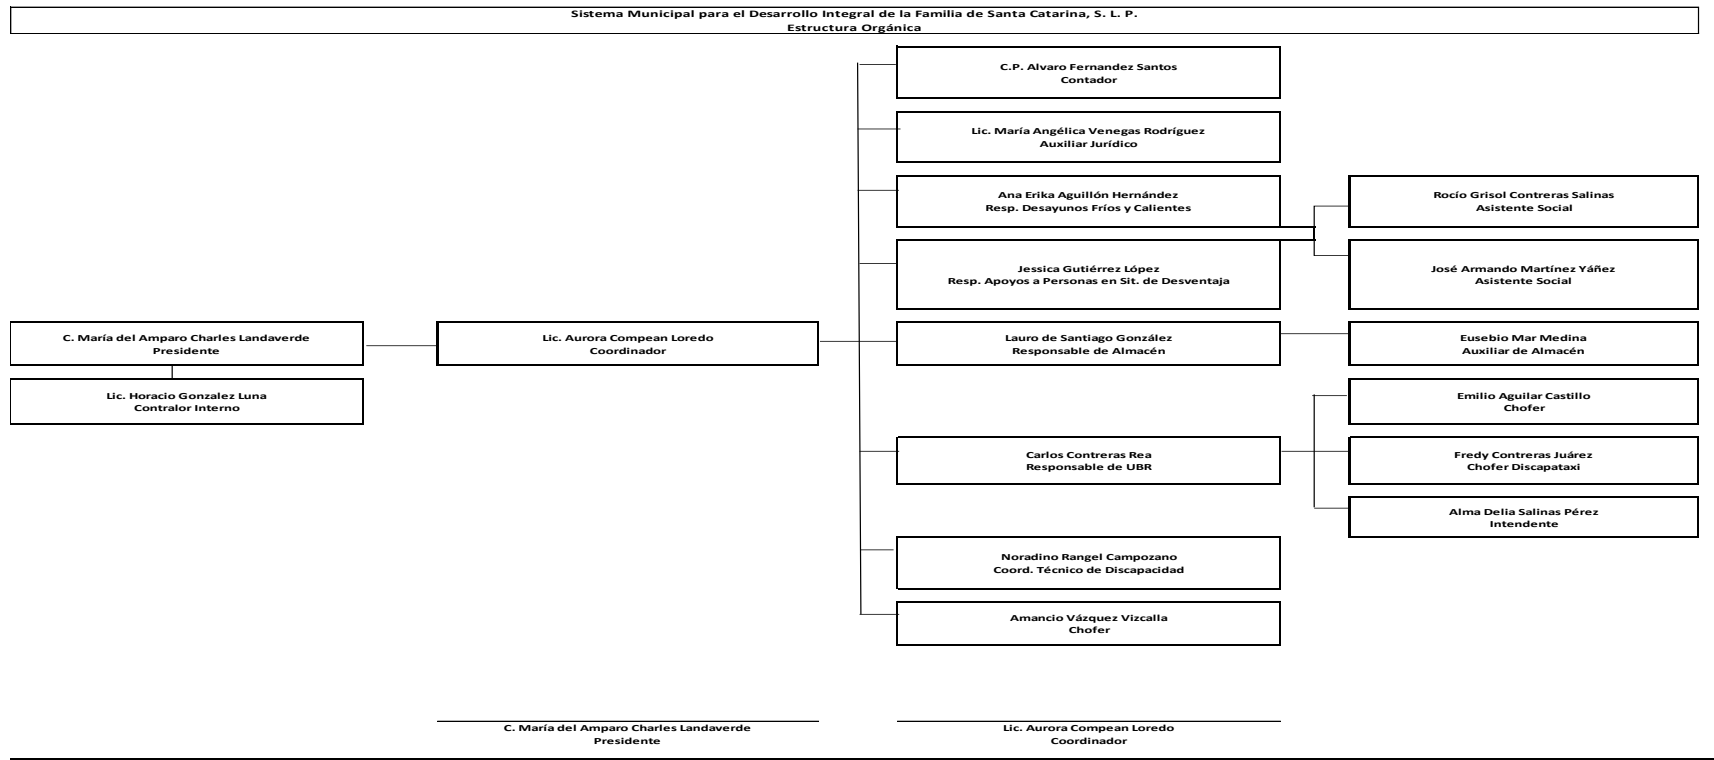 Sistema Municipal para el Desarrollo Integral de la Familia de Santa Catarina, S. L. P.
Estructura Orgánica
C.P. Alvaro Fernandez Santos
Contador
Lic. María Angélica Venegas Rodríguez
Auxiliar Jurídico
Ana Erika Aguillón Hernández
Resp. Desayunos Fríos y Calientes
Rocío Grisol Contreras Salinas
Asistente Social
Jessica Gutiérrez López
Resp. Apoyos a Personas en Sit. de Desventaja
José Armando Martínez Yáñez
Asistente Social
C. María del Amparo Charles Landaverde
Presidente
Lic. Aurora Compean Loredo
Coordinador
Lauro de Santiago González
Responsable de Almacén
Eusebio Mar Medina
Auxiliar de Almacén
Lic. Horacio Gonzalez Luna
Contralor Interno
Emilio Aguilar Castillo
Chofer
Carlos Contreras Rea
Responsable de UBR
Fredy Contreras Juárez
Chofer Discapataxi
Alma Delia Salinas Pérez
Intendente
Noradino Rangel Campozano
Coord. Técnico de Discapacidad
Amancio Vázquez Vizcalla
Chofer
C. María del Amparo Charles Landaverde
Presidente
Lic. Aurora Compean Loredo
Coordinador